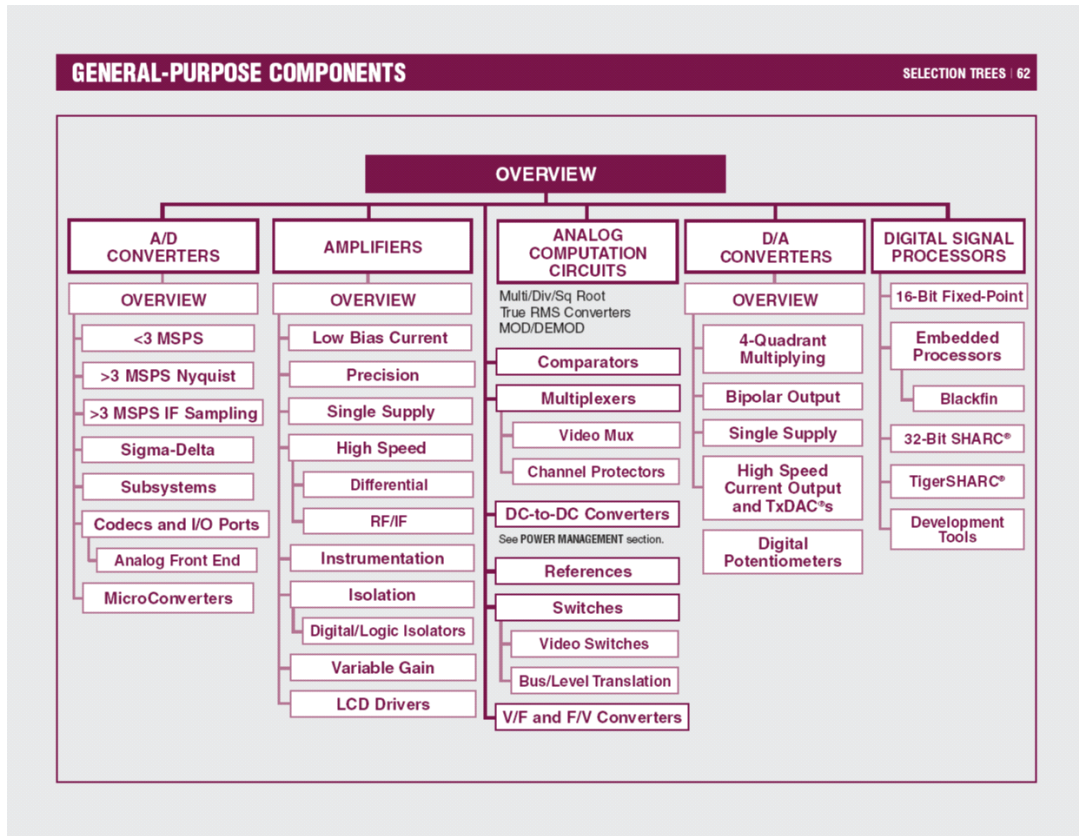 GENERAL-PURPOSE COMPONENTS
SELECTION TREES | 62
OVERVIEW
A/D
CONVERTERS
OVERVIEW
<3 MSPS
>3 MSPS Nyquist
>3 MSPS IF Sampling
Sigma-Delta
Subsystems
Codecs and I/O Ports
Analog Front End
MicroConverters
AMPLIFIERS
OVERVIEW
Low Bias Current
Precision
Single Supply
High Speed
Differential
RF/IF
Instrumentation
Isolation
Digital/Logic Isolators
Variable Gain
LCD Drivers
ANALOG
COMPUTATION
CIRCUITS
Multi/Div/Sq Root
True RMS Converters
MOD/DEMOD
Comparators
Multiplexers
Video Mux
Channel Protectors
DC-to-DC Converters
See POWER MANAGEMENT section.
References
Switches
Video Switches
Bus/Level Translation
V/F and F/V Converters
D/A
CONVERTERS
OVERVIEW
4-Quadrant
Multiplying
Bipolar Output
Single Supply
High Speed
Current Output
and TxDAC®s
Digital
Potentiometers
DIGITAL SIGNAL
PROCESSORS
16-Bit Fixed-Point
Embedded
Processors
Blackfin
32-Bit SHARC®
TigerSHARC®
Development
Tools